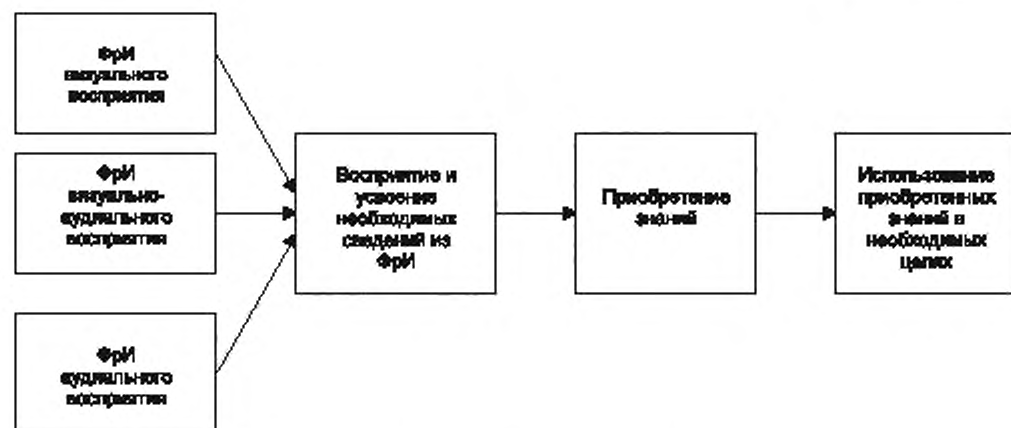 ФрИ
визуального
восприятия
ФрИ
визуально-
аудиального
восприятия
ФрИ
аудиального
восприятия
Восприятие и
усвоение
необходимых
сведений из
ФрИ
Приобретение
знаний
Использование
приобретенных
знаний в
необходимых
целях